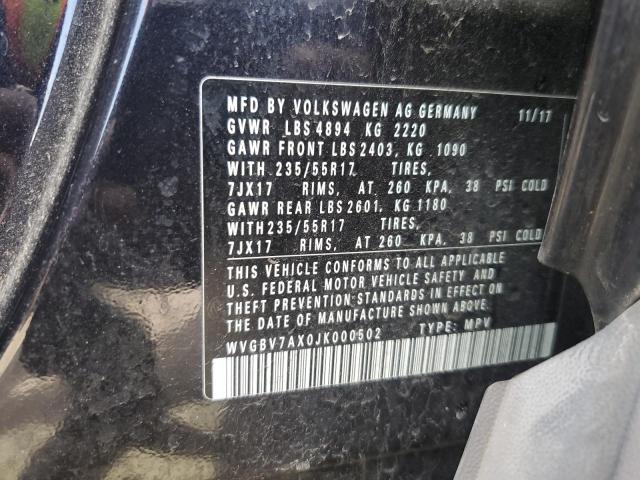 MFD BY VOLKSWAGEN AG GERMANY 11/17
GVWR LBS 4894 KG 2220
GAWR FRONT LBS 2403, KG 1090
WITH 235/55R17 TIRES,
7JX17 RIMS, AT 260 KPA, 38 PSI COLD
GAWR REAR LBS 2601, KG 1180
WITH235/55R17 TIRES,
7JX17 RIMS, AT 260 KPA, 38 PSI COLD
THIS VEHICLE CONFORMS TO ALL APPLICABLE
U.S. FEDERAL MOTOR VEHICLE SAFETY AND
THEFT PREVENTION STANDARDS IN EFFECT ON
THE DATE OF MANUFACTURE SHOWN ABOVE.
WVGBV7AX0JK000502 TYPE: MPV